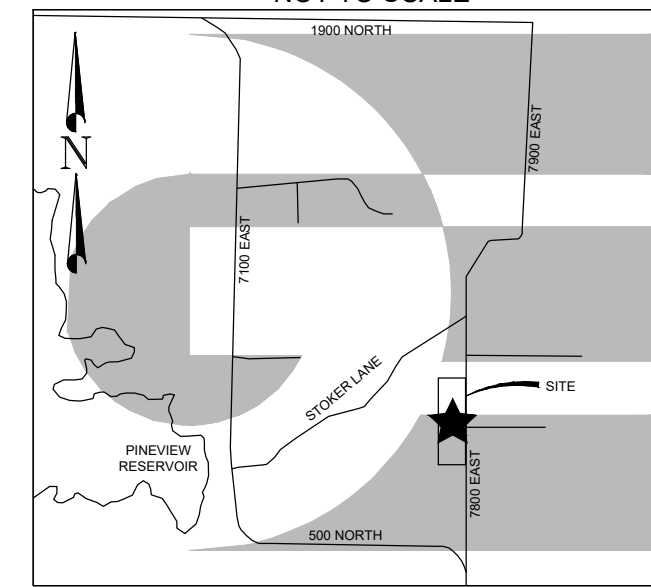 NOT TO SCALE
1900 NORTH
7900 EAST
N
7100 EAST
STOKER LANE
SITE
PINEVIEW
RESERVOIR
7800 EAST
500 NORTH